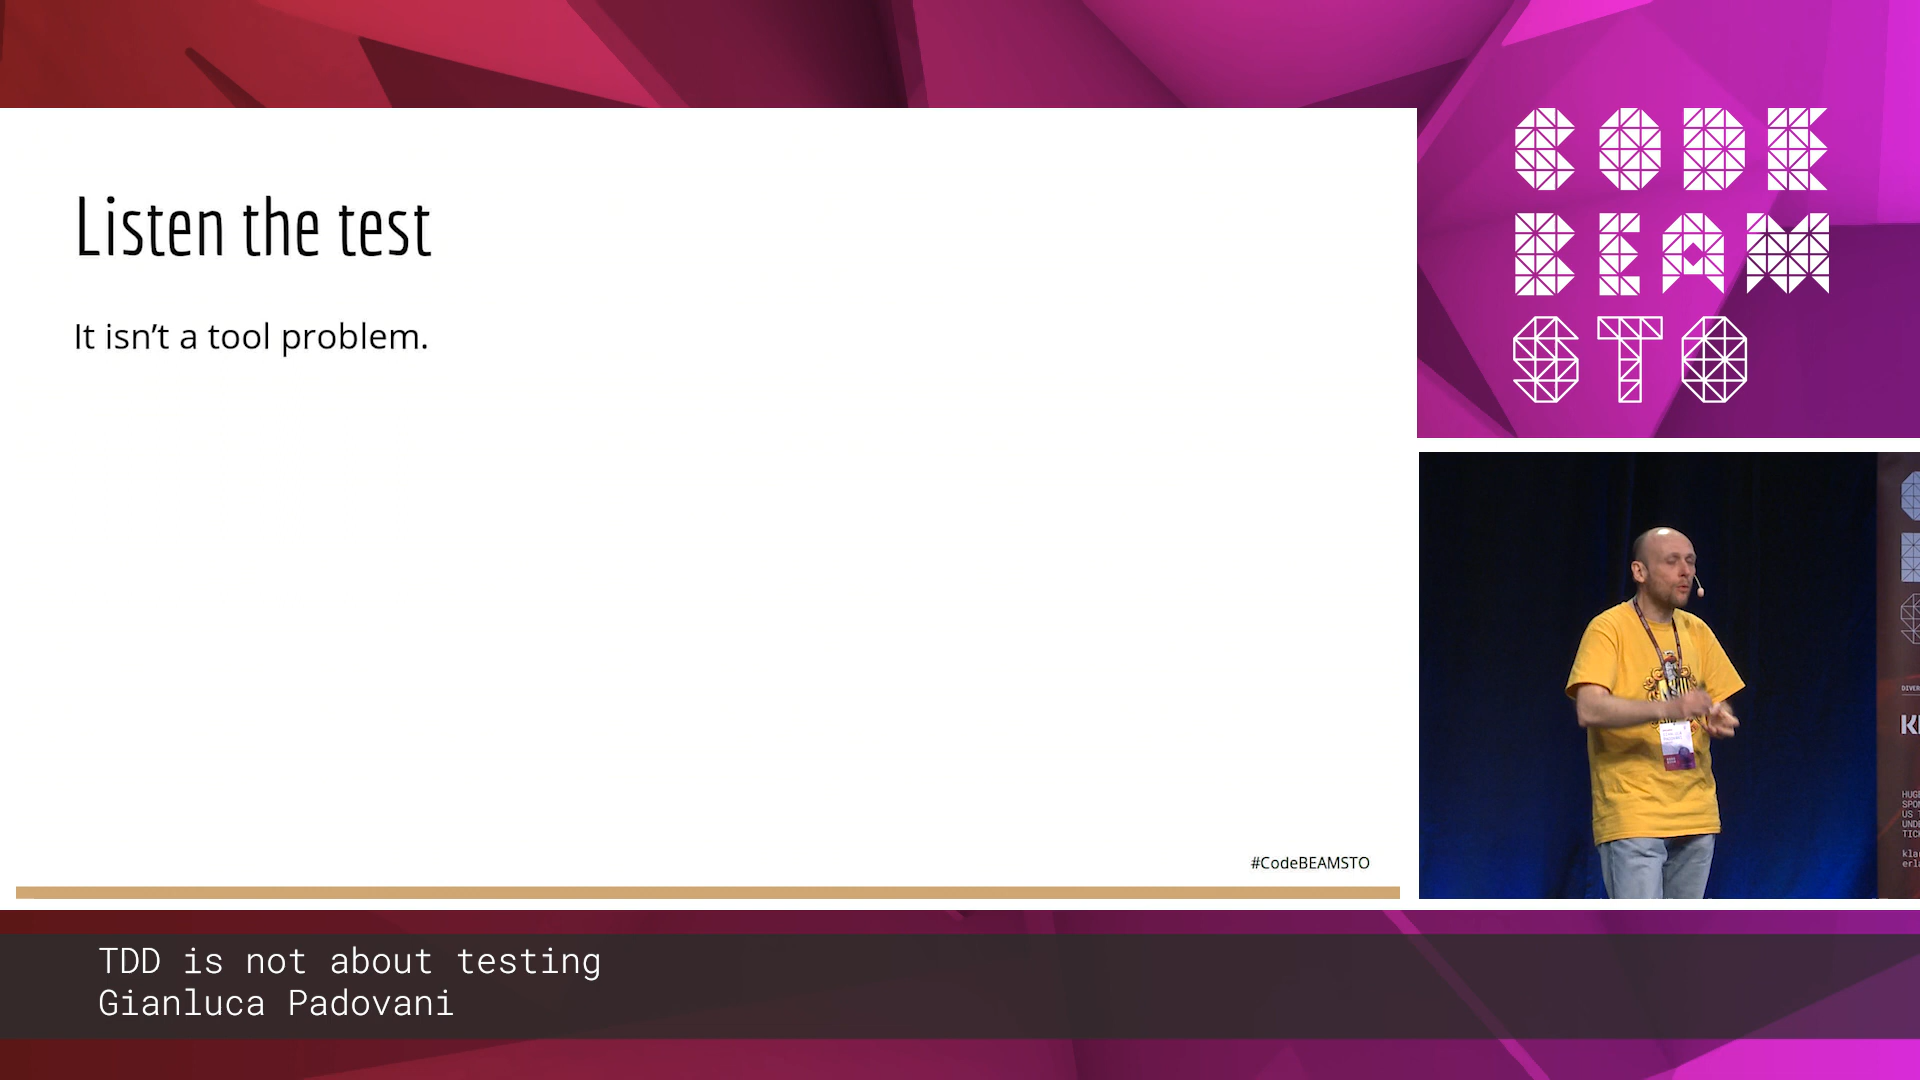 Listen the test
It isn’t a tool problem.
#CodeBEAMSTO
CODE
BEAM
STO
TDD is not about testing
Gianluca Padovani